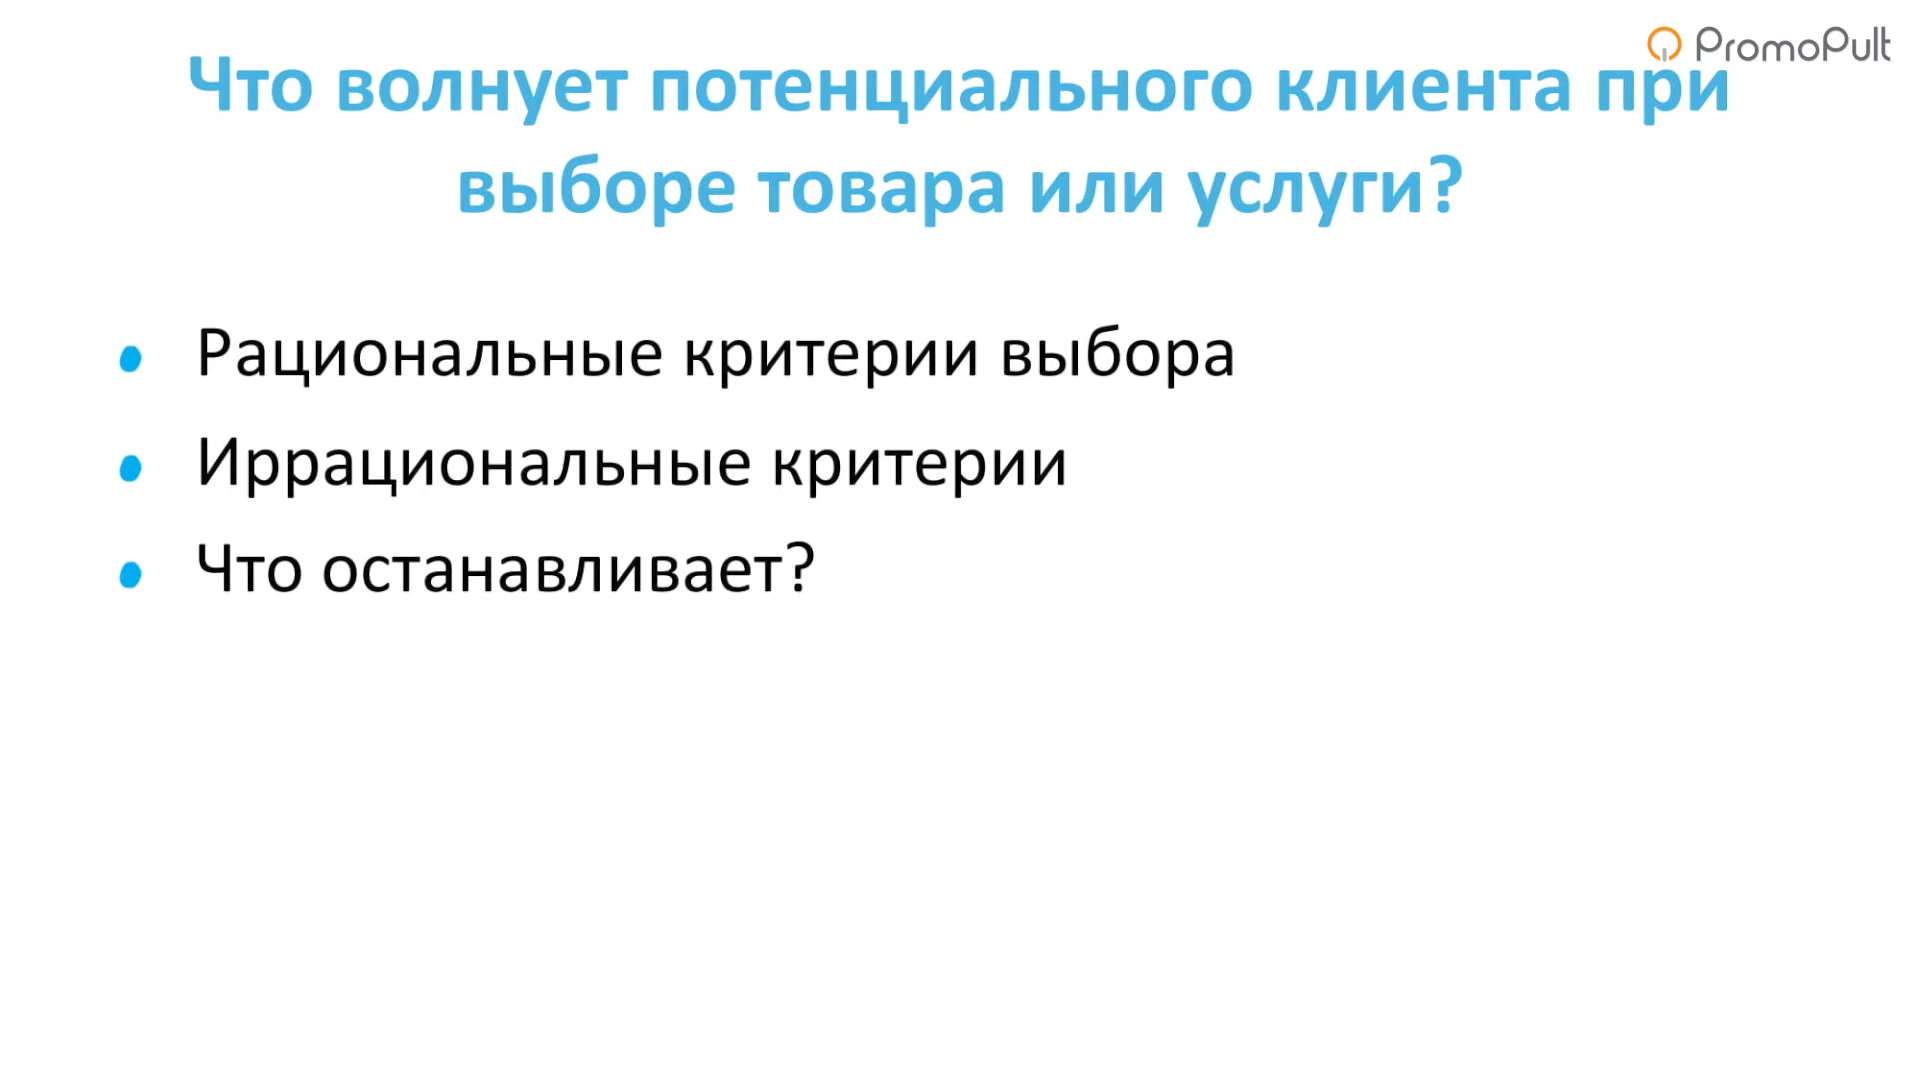 PromoPult
Что волнует потенциального клиента при
выборе товара или услуги?
Рациональные критерии выбора
Иррациональные критерии
Что останавливает?